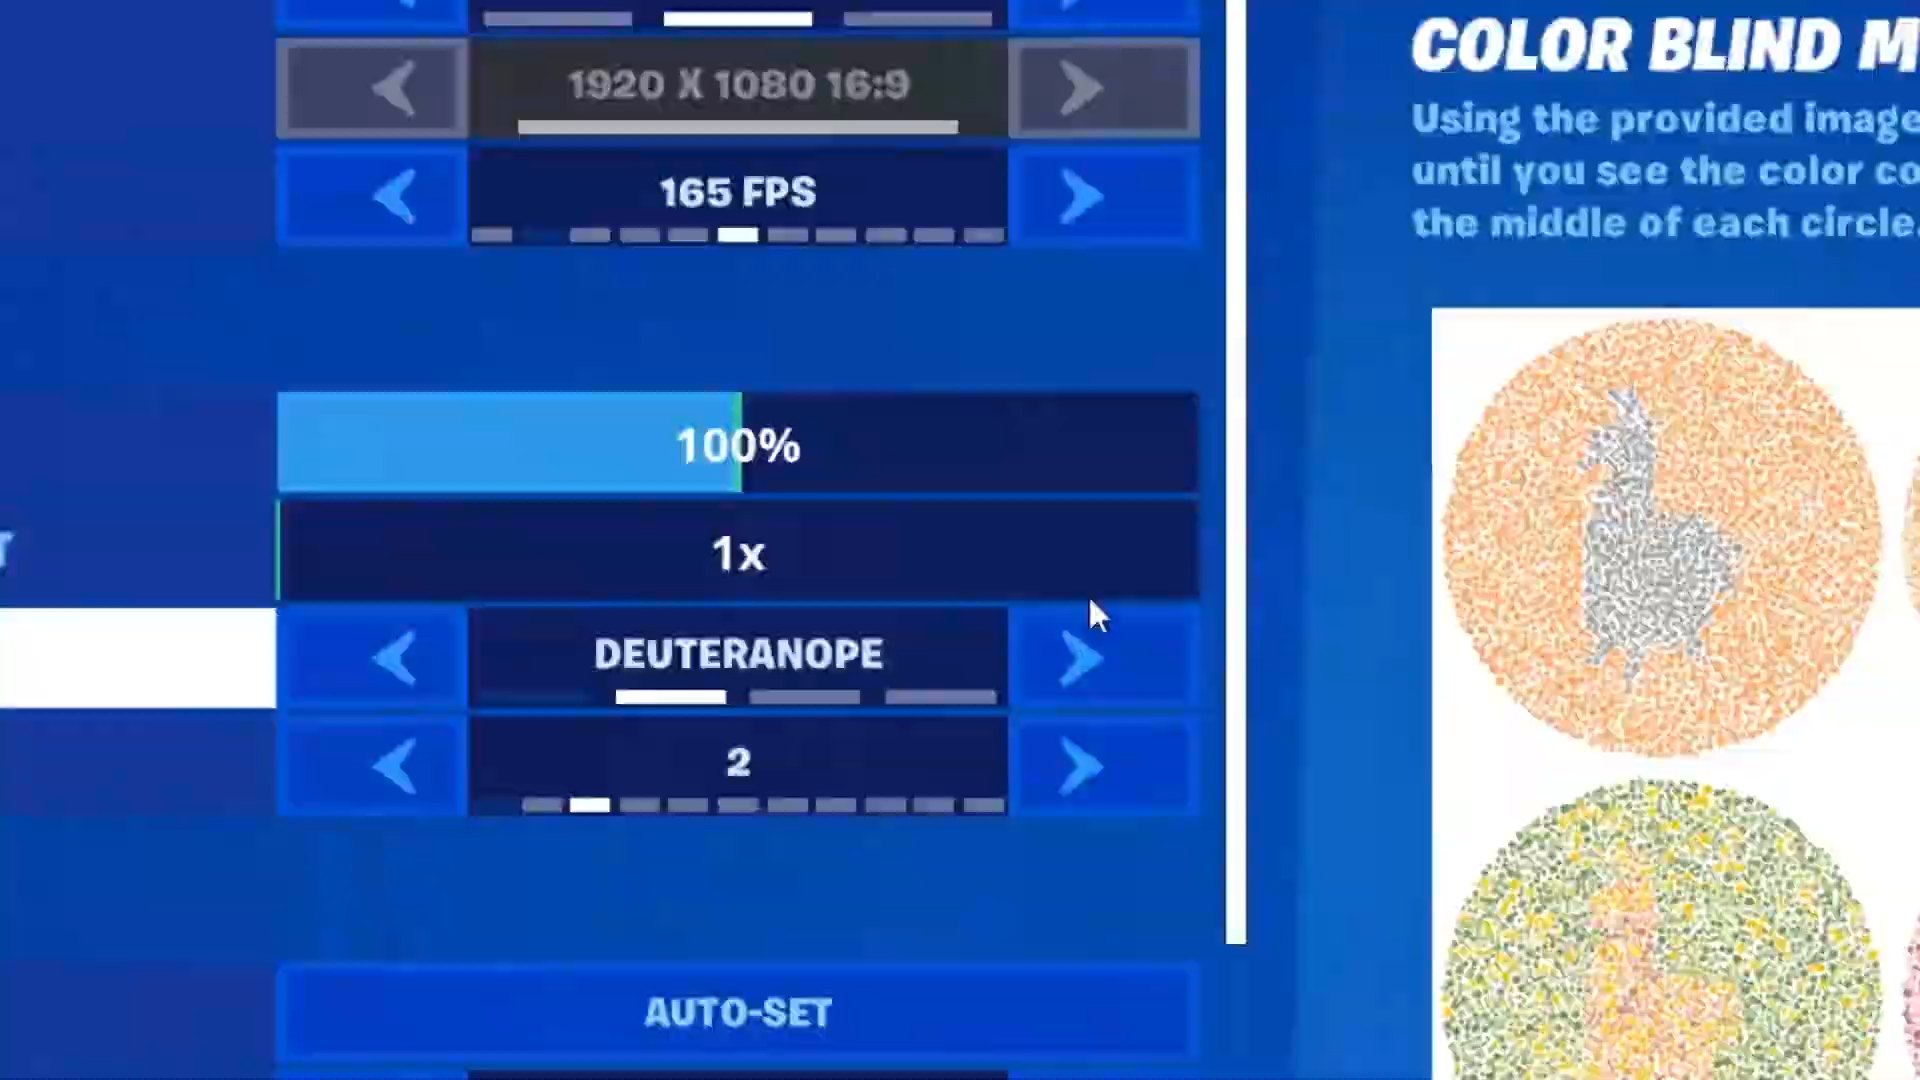 1920 X 1080 16:9
165 FPS
100%
1x
DEUTERANOPE
2
AUTO-SET
COLOR BLIND M
Using the provided image
until you see the color co
the middle of each circle.